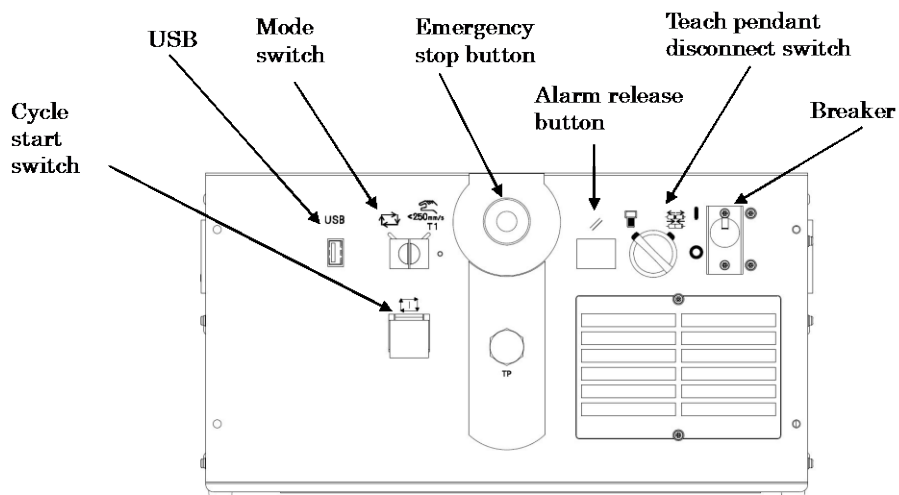 USB
Mode
switch
Emergency
stop button
Teach pendant
disconnect switch
Cycle
start
switch
Alarm release
button
Breaker
USB
<250mm/s
T1
TP